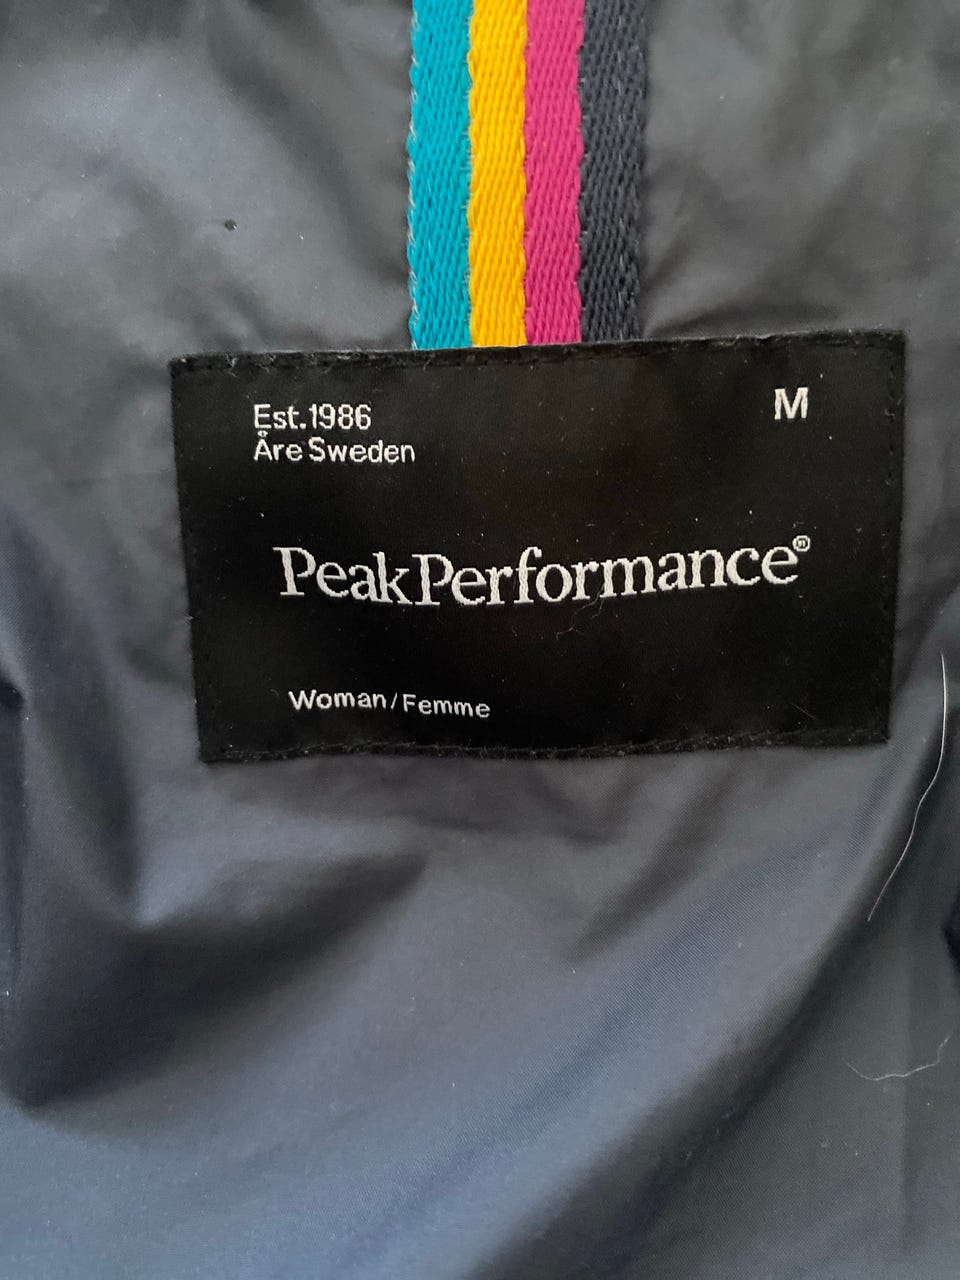 Est.1986
Åre Sweden
M
PeakPerformance®
Woman/Femme